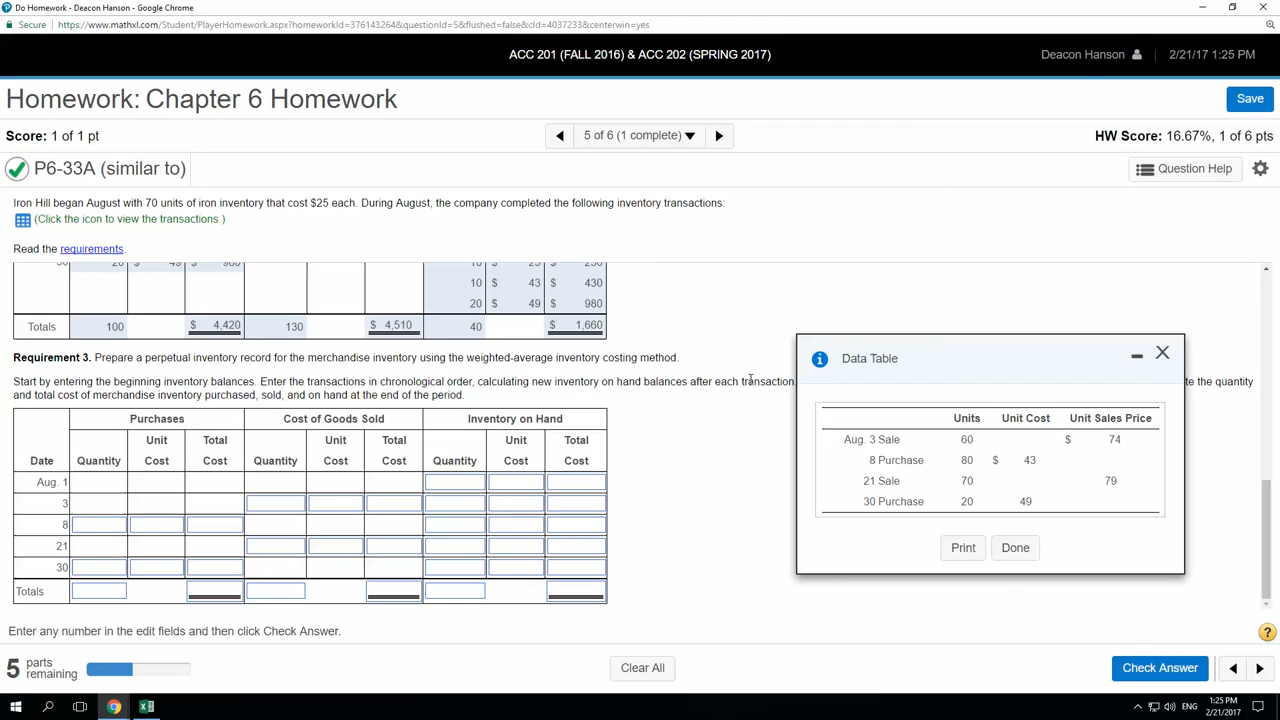 Do Homework - Deacon Hanson - Google Chrome
Secure https://www.mathxl.com/Student/PlayerHomework.aspx?homeworkId=376143264&questionId=5&flushed=false&cId=4037233&centerwin=yes
ACC 201 (FALL 2016) & ACC 202 (SPRING 2017) Deacon Hanson 2/21/17 1:25 PM
Homework: Chapter 6 Homework Save
Score: 1 of 1 pt 5 of 6 (1 complete) HW Score: 16.67%, 1 of 6 pts
P6-33A (similar to) Question Help
Iron Hill began August with 70 units of iron inventory that cost $25 each. During August, the company completed the following inventory transactions:
(Click the icon to view the transactions.)
Read the requirements.
30 20 $ 49 $ 980 10 $ 25 $ 250
10 $ 43 $ 430
20 $ 49 $ 980
Totals 100 $ 4,420 130 $ 4,510 40 $ 1,660
Requirement 3. Prepare a perpetual inventory record for the merchandise inventory using the weighted-average inventory costing method.
Start by entering the beginning inventory balances. Enter the transactions in chronological order, calculating new inventory on hand balances after each transaction. te the quantity
and total cost of merchandise inventory purchased, sold, and on hand at the end of the period.
Purchases Cost of Goods Sold Inventory on Hand
Unit Total Unit Total Unit Total
Date Quantity Cost Cost Quantity Cost Cost Quantity Cost Cost
Aug. 1
3
8
21
30
Totals
Data Table
Units Unit Cost Unit Sales Price
Aug. 3 Sale 60 $ 74
8 Purchase 80 $ 43
21 Sale 70 79
30 Purchase 20 49
Print Done
Enter any number in the edit fields and then click Check Answer.
?
5 parts remaining Clear All Check Answer
ENG 1:25 PM
2/21/2017